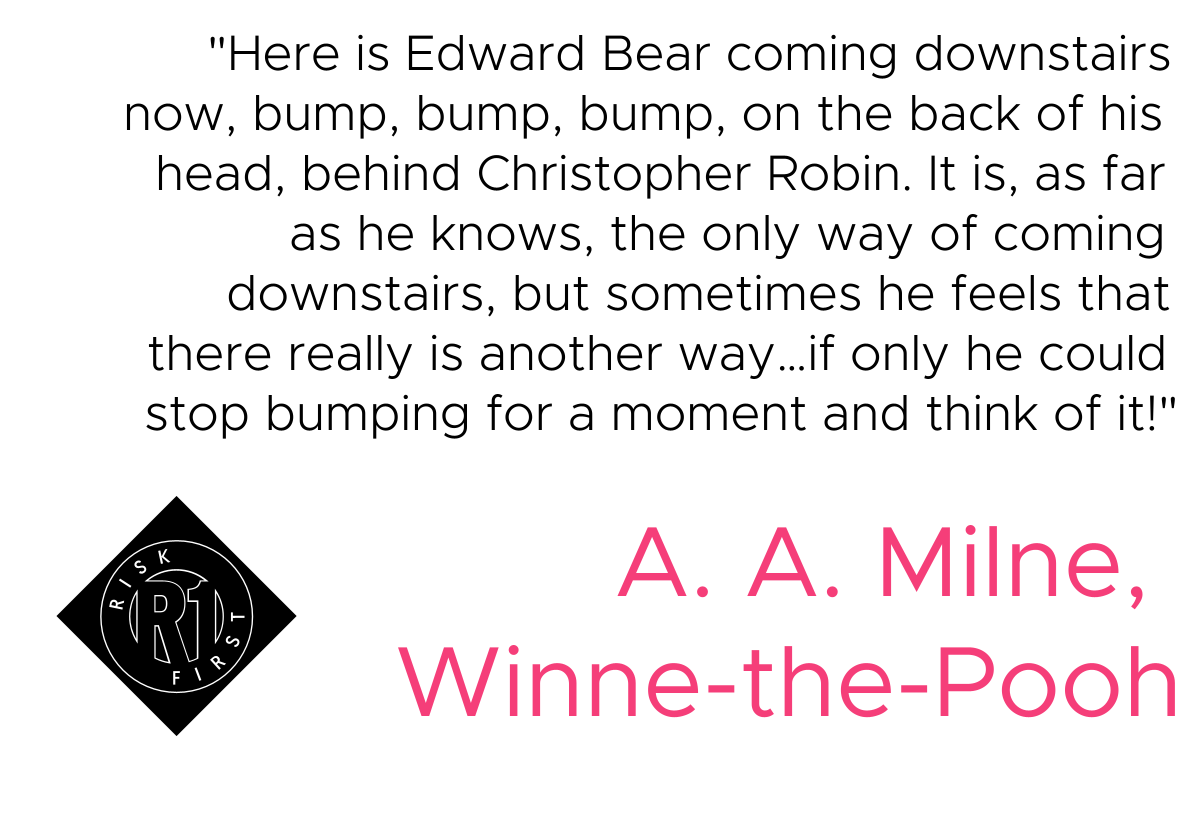 "Here is Edward Bear coming downstairs
now, bump, bump, bump, on the back of his
head, behind Christopher Robin. It is, as far
as he knows, the only way of coming
downstairs, but sometimes he feels that
there really is another way...if only he could
stop bumping for a moment and think of it!"
RISK
R1
FIRST
A. A. Milne,
Winne-the-Pooh